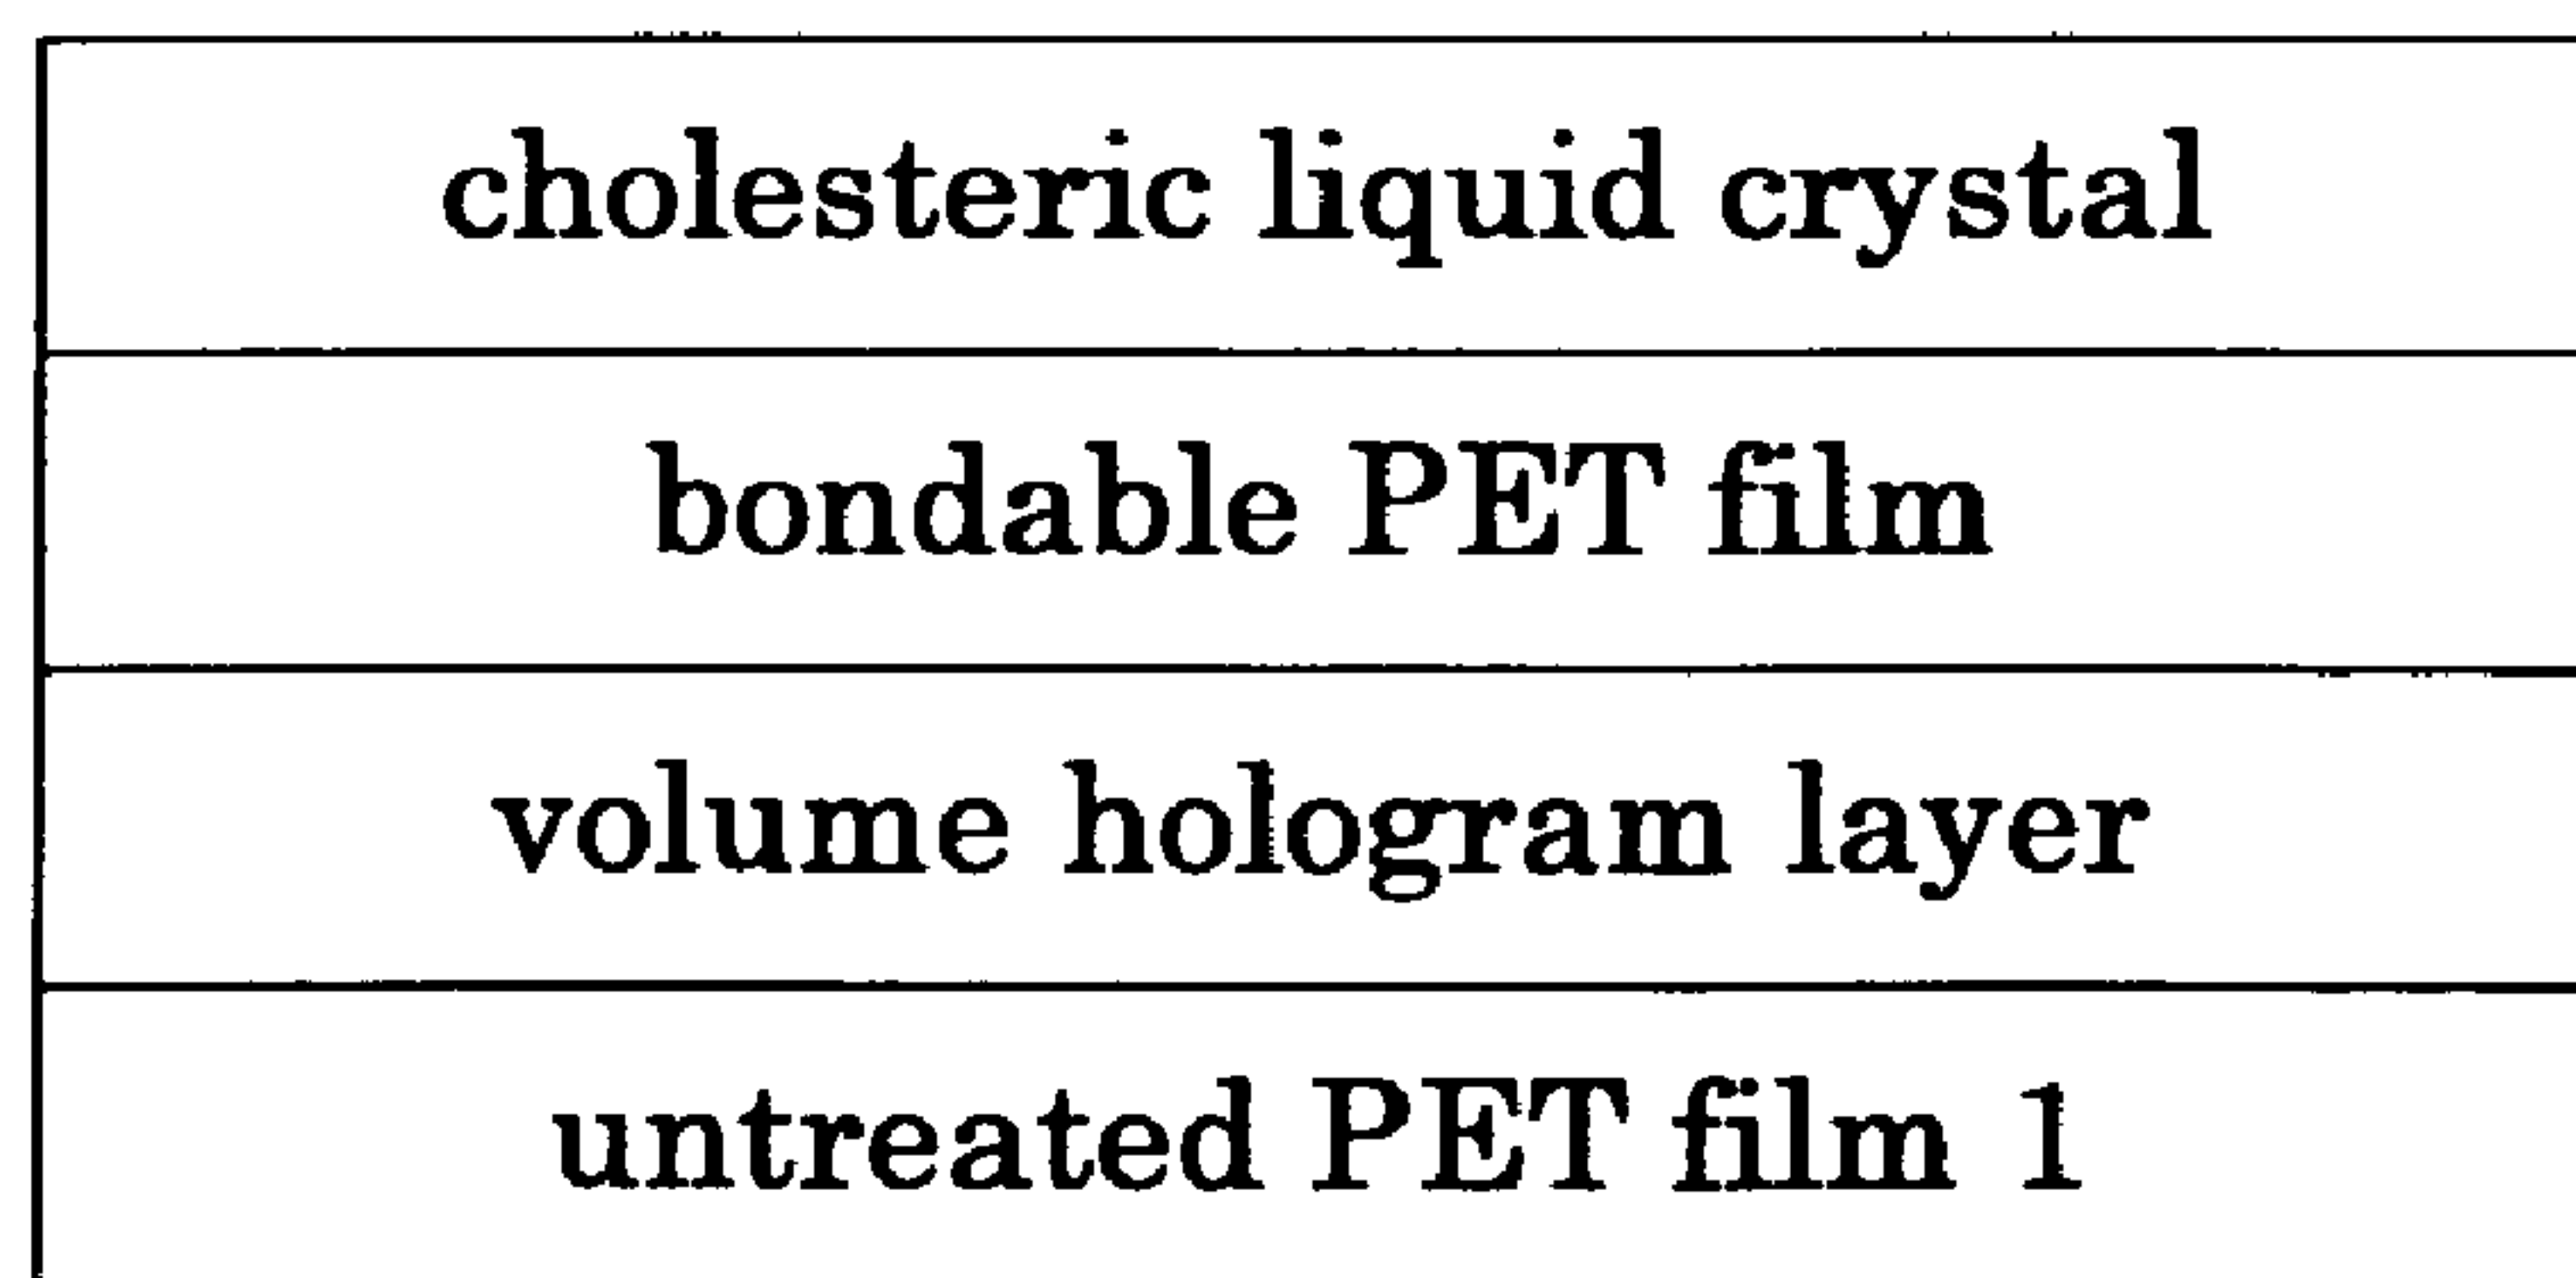 cholesteric liquid crystal
bondable PET film
volume hologram layer
untreated PET film 1